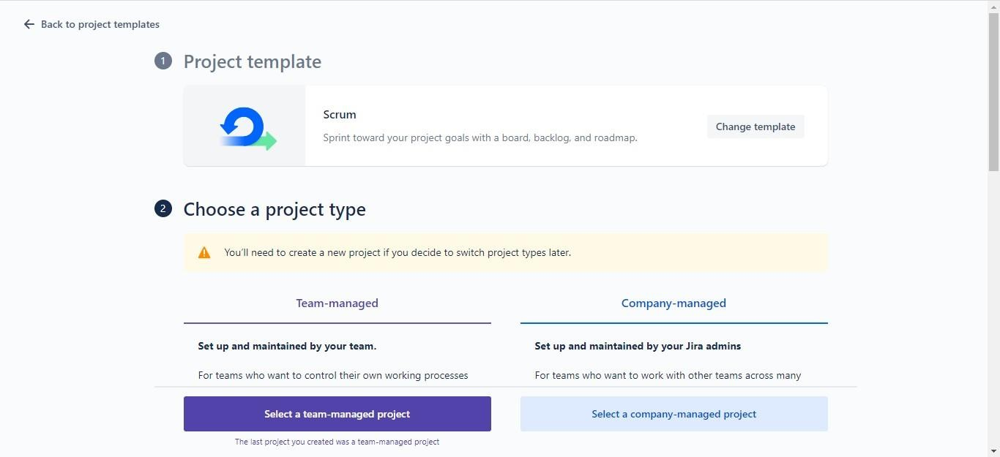 Back to project templates
1 Project template
Scrum
Sprint toward your project goals with a board, backlog, and roadmap.
Change template
2 Choose a project type
You'll need to create a new project if you decide to switch project types later.
Team-managed
Set up and maintained by your team.
For teams who want to control their own working processes
Select a team-managed project
The last project you created was a team-managed project
Company-managed
Set up and maintained by your Jira admins
For teams who want to work with other teams across many
Select a company-managed project